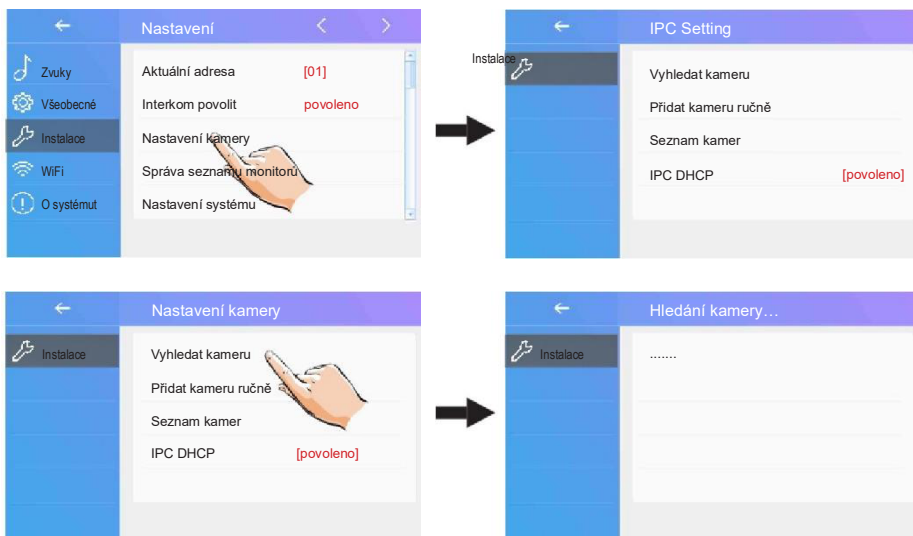 Nastavení
Zvuky
Všeobecné
Instalace
WiFi
O systémut
Aktuální adresa [01]
Interkom povolit povoleno
Nastavení kamery
Správa seznamu monitorů
Nastavení systému
IPC Setting
Instalace
Vyhledat kameru
Přidat kameru ručně
Seznam kamer
IPC DHCP [povoleno]
Nastavení kamery
Instalace
Vyhledat kameru
Přidat kameru ručně
Seznam kamer
IPC DHCP [povoleno]
Hledání kamery…
Instalace
.......